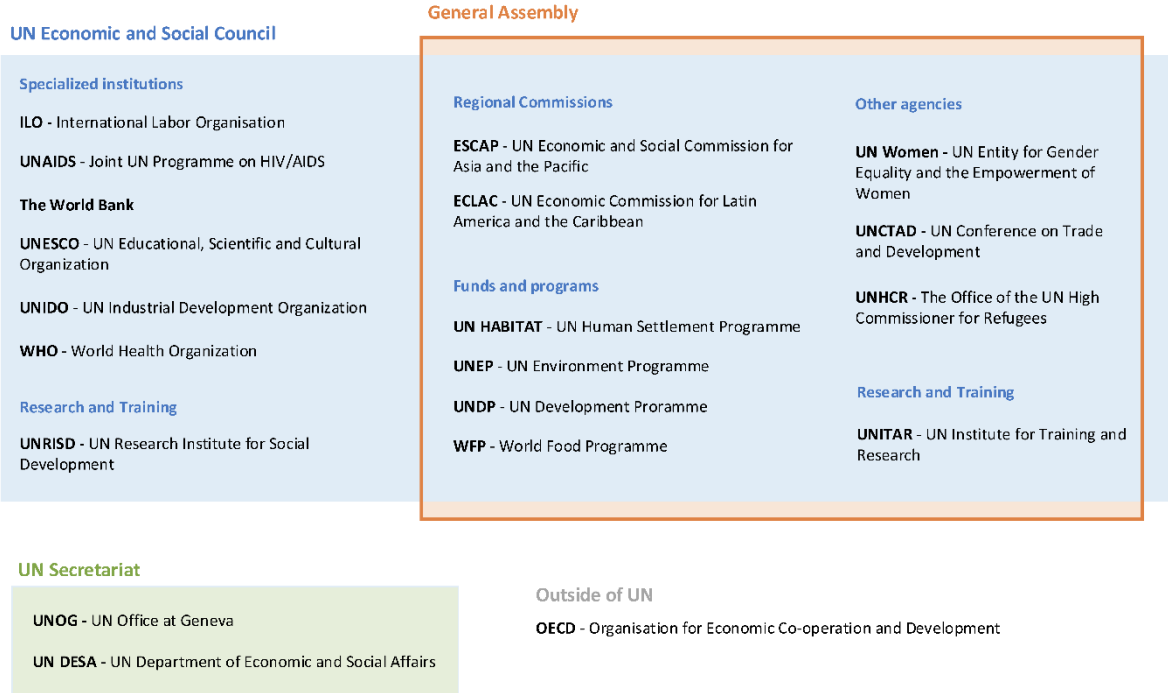 General Assembly
UN Economic and Social Council
Specialized institutions
ILO - International Labor Organisation
UNAIDS - Joint UN Programme on HIV/AIDS
The World Bank
UNESCO - UN Educational, Scientific and Cultural
Organization
UNIDO - UN Industrial Development Organization
WHO - World Health Organization
Research and Training
UNRISD - UN Research Institute for Social
Development
Regional Commissions
ESCAP - UN Economic and Social Commission for
Asia and the Pacific
ECLAC - UN Economic Commission for Latin
America and the Caribbean
Funds and programs
UN HABITAT - UN Human Settlement Programme
UNEP - UN Environment Programme
UNDP - UN Development Proramme
WFP - World Food Programme
Other agencies
UN Women - UN Entity for Gender
Equality and the Empowerment of
Women
UNCTAD - UN Conference on Trade
and Development
UNHCR - The Office of the UN High
Commissioner for Refugees
Research and Training
UNITAR - UN Institute for Training and
Research
UN Secretariat
UNOG - UN Office at Geneva
UN DESA - UN Department of Economic and Social Affairs
Outside of UN
OECD - Organisation for Economic Co-operation and Development